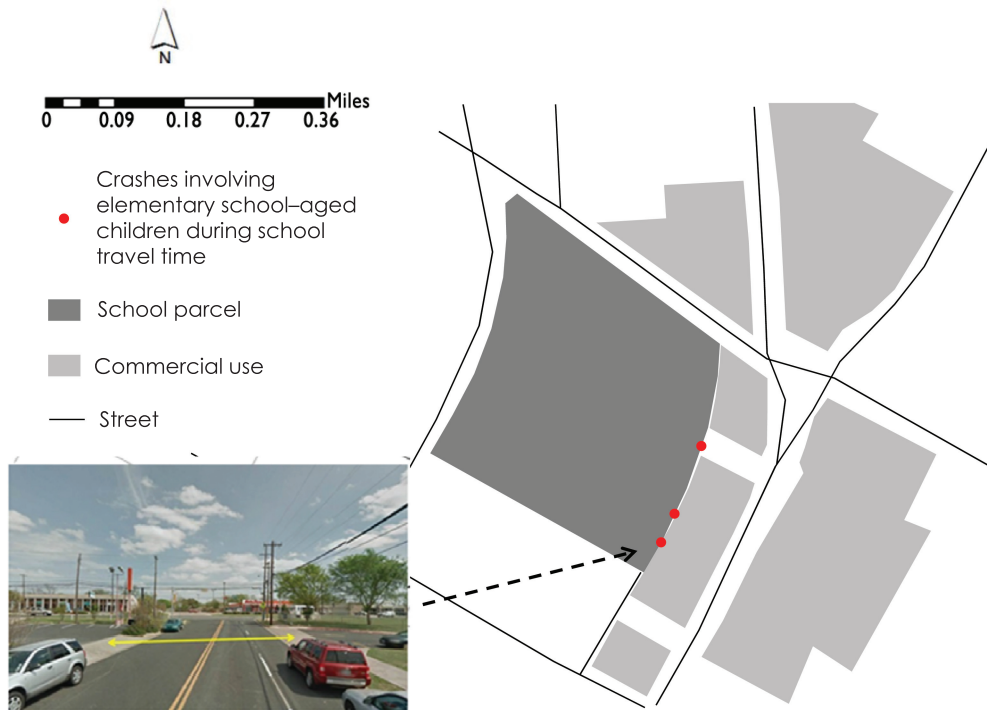 N
Miles
0 0.09 0.18 0.27 0.36
Crashes involving
elementary school–aged
children during school
travel time
School parcel
Commercial use
Street